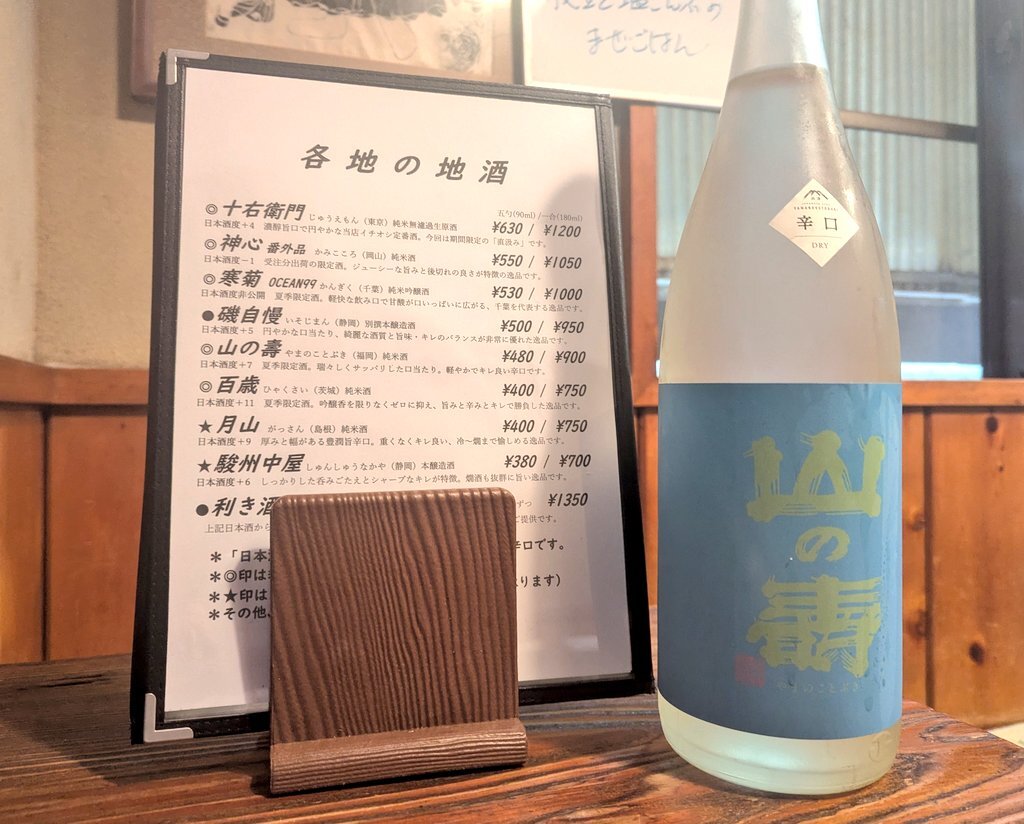 まぜごはん
各地の地酒
五勺(90ml)/一合(180ml)
◎十右衛門 じゅうえもん（東京）純米無濾過生原酒 ¥630 / ¥1200
日本酒度+4 濃醇旨口で円やかな当店イチオシ定番酒。今回は期間限定の「直汲み」です。
◎神心 番外品 かみこころ（岡山）純米酒 ¥550 / ¥1050
日本酒度-1 受注分出荷の限定酒。ジューシーな旨みと後切れの良さが特徴の逸品です。
◎寒菊 OCEAN99 かんぎく（千葉）純米吟醸 ¥530 / ¥1000
日本酒度非公開 夏季限定酒。軽快な飲み口で甘酸が口いっぱいに広がる、千葉を代表する逸品です。
●磯自慢 いそじまん（静岡）別撰本醸造酒 ¥500 / ¥950
日本酒度+5 円やかな口当たり、綺麗な酒質と旨味・キレのバランスが非常に優れた逸品です。
◎山の壽 やまのことぶき（福岡）純米酒 ¥480 / ¥900
日本酒度+7 夏季限定酒。瑞々しくサッパリした口当たり。軽やかでキレ良い辛口です。
◎百歳 ひゃくさい（茨城）純米酒 ¥400 / ¥750
日本酒度+11 夏季限定酒。吟醸香を限りなくゼロに抑え、旨みと辛みとキレで勝負した逸品です。
★月山 がっさん（島根）純米酒 ¥400 / ¥750
日本酒度+9 厚みと幅がある豊潤旨辛口。重くなくキレ良い、冷～燗まで愉しめる逸品です。
★駿州中屋 しゅんしゅうなかや（静岡）本醸造酒 ¥380 / ¥700
日本酒度+6 しっかりした呑みごたえとシャープなキレが特徴。燗酒も抜群に旨い逸品です。
●利き酒 ずつ ¥1350
上記日本酒から ご提供です。
＊「日本 辛口です。
＊◎印は ります）
＊★印は
＊その他、
辛口
DRY
山の壽
やまのことぶき